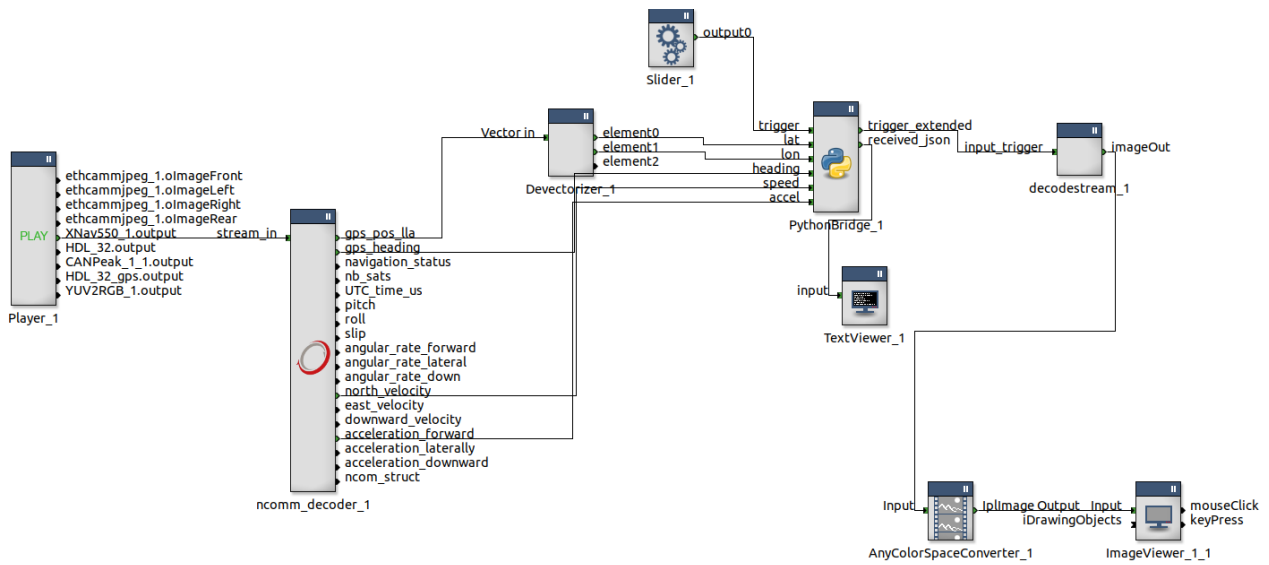 output0
Slider_1
Vector in
element0
element1
element2
Devectorizer_1
trigger
lat
lon
heading
speed
accel
trigger_extended
received_json
PythonBridge_1
input_trigger
imageOut
decodestream_1
PLAY
ethcammjpeg_1.oImageFront
ethcammjpeg_1.oImageLeft
ethcammjpeg_1.oImageRight
ethcammjpeg_1.oImageRear
XNav550_1.output
HDL_32.output
CANPeak_1_1.output
HDL_32_gps.output
YUV2RGB_1.output
Player_1
stream_in
gps_pos_lla
gps_heading
navigation_status
nb_sats
UTC_time_us
pitch
roll
slip
angular_rate_forward
angular_rate_lateral
angular_rate_down
north_velocity
east_velocity
downward_velocity
acceleration_forward
acceleration_laterally
acceleration_downward
ncom_struct
ncomm_decoder_1
input
TextViewer_1
Input
IplImage Output
AnyColorSpaceConverter_1
Input
iDrawingObjects
mouseClick
keyPress
ImageViewer_1_1